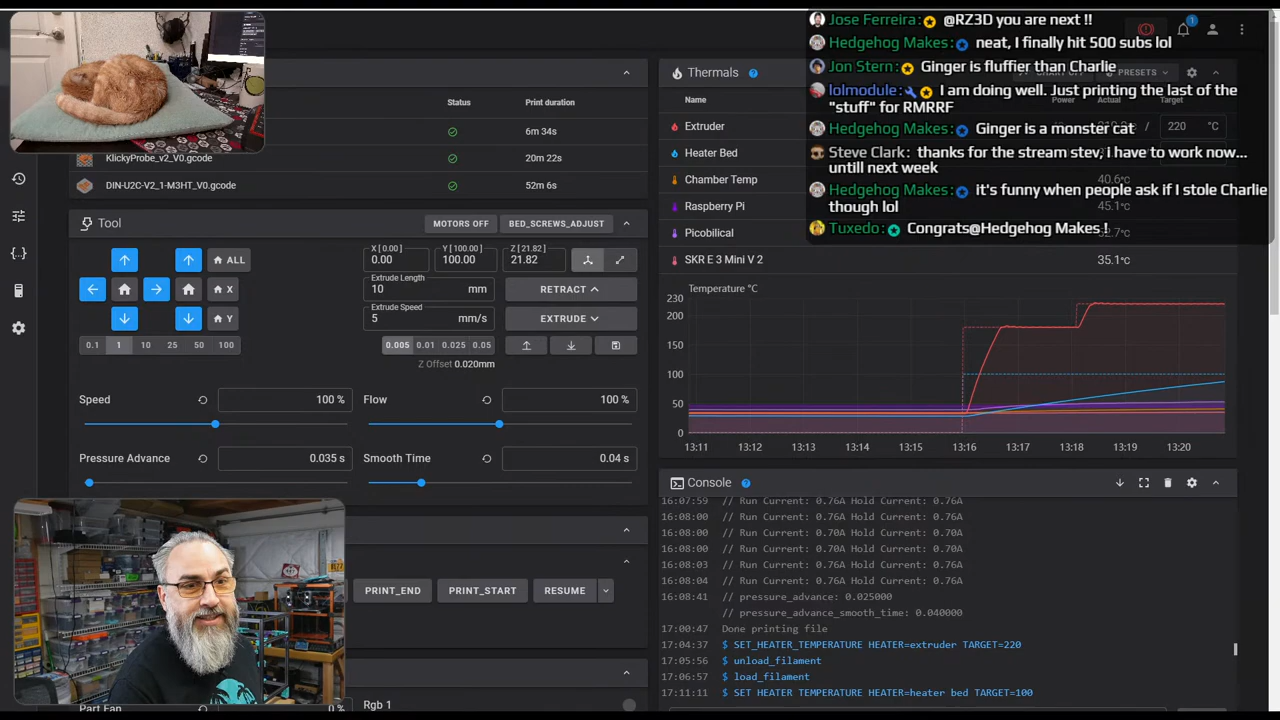 Jose Ferreira: @RZ3D you are next !!
Hedgehog Makes: neat, I finally hit 500 subs lol
Jon Stern: Ginger is fluffier than Charlie
lolmodule: I am doing well. Just printing the last of the
"stuff" for RMRRF
Hedgehog Makes: Ginger is a monster cat
Steve Clark: thanks for the stream stev, i have to work now...
untill next week
Hedgehog Makes: it's funny when people ask if I stole Charlie
though lol
Tuxedo: Congrats@Hedgehog Makes !
1
Status Print duration
6m 34s
KlickyProbe_v2_V0.gcode 20m 22s
DIN-U2C-V2_1-M3HT_V0.gcode 52m 6s
Tool MOTORS OFF BED_SCREWS_ADJUST
ALL
X
Y
0.1 1 10 25 50 100
X [ 0.00 ] Y [ 100.00 ] Z [ 21.82 ]
0.00 100.00 21.82
Extrude Length
10 mm RETRACT
Extrude Speed
5 mm/s EXTRUDE
0.005 0.01 0.025 0.05
Z Offset 0.020mm
Speed 100 % Flow 100 %
Pressure Advance 0.035 s Smooth Time 0.04 s
PRINT_END PRINT_START RESUME
Part Fan 0 % Rgb 1
Thermals PRESETS
Name Power Actual Target
Extruder 220 °C
Heater Bed
Chamber Temp 40.6°C
Raspberry Pi 45.1°C
Picobilical
SKR E 3 Mini V 2 35.1°C
Temperature °C
230
200
150
100
50
0
13:11 13:12 13:13 13:14 13:15 13:16 13:17 13:18 13:19 13:20
Console
16:07:59 // Run Current: 0.76A Hold Current: 0.76A
16:08:00 // Run Current: 0.76A Hold Current: 0.76A
16:08:00 // Run Current: 0.70A Hold Current: 0.70A
16:08:00 // Run Current: 0.70A Hold Current: 0.70A
16:08:03 // Run Current: 0.76A Hold Current: 0.76A
16:08:04 // Run Current: 0.76A Hold Current: 0.76A
16:08:41 // pressure_advance: 0.025000
// pressure_advance_smooth_time: 0.040000
17:00:47 Done printing file
17:04:37 $ SET_HEATER_TEMPERATURE HEATER=extruder TARGET=220
17:05:56 $ unload_filament
17:06:57 $ load_filament
17:11:11 $ SET HEATER TEMPERATURE HEATER=heater bed TARGET=100